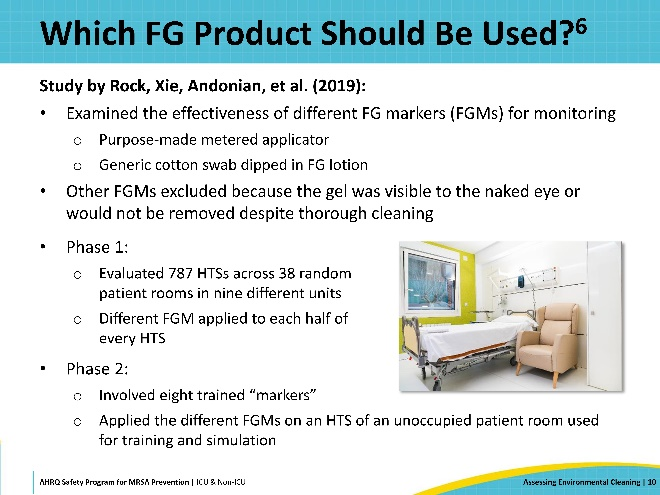 Which FG Product Should Be Used?6
Study by Rock, Xie, Andonian, et al. (2019):
• Examined the effectiveness of different FG markers (FGMs) for monitoring
o Purpose-made metered applicator
o Generic cotton swab dipped in FG lotion
• Other FGMs excluded because the gel was visible to the naked eye or
would not be removed despite thorough cleaning
• Phase 1:
o Evaluated 787 HTSs across 38 random
patient rooms in nine different units
o Different FGM applied to each half of
every HTS
• Phase 2:
o Involved eight trained “markers”
o Applied the different FGMs on an HTS of an unoccupied patient room used
for training and simulation
AHRQ Safety Program for MRSA Prevention | ICU & Non-ICU
Assessing Environmental Cleaning | 10